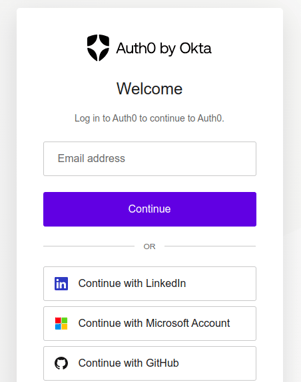 Auth0 by Okta
Welcome
Log in to Auth0 to continue to Auth0.
Email address
Continue
OR
Continue with LinkedIn
Continue with Microsoft Account
Continue with GitHub